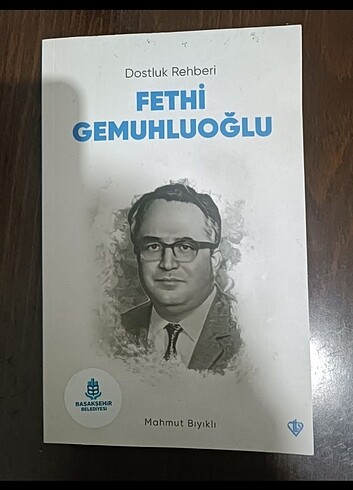 Dostluk Rehberi
FETHİ
GEMUHLUOĞLU
BAŞAKŞEHİR
BELEDİYESİ
Mahmut Bıyıklı